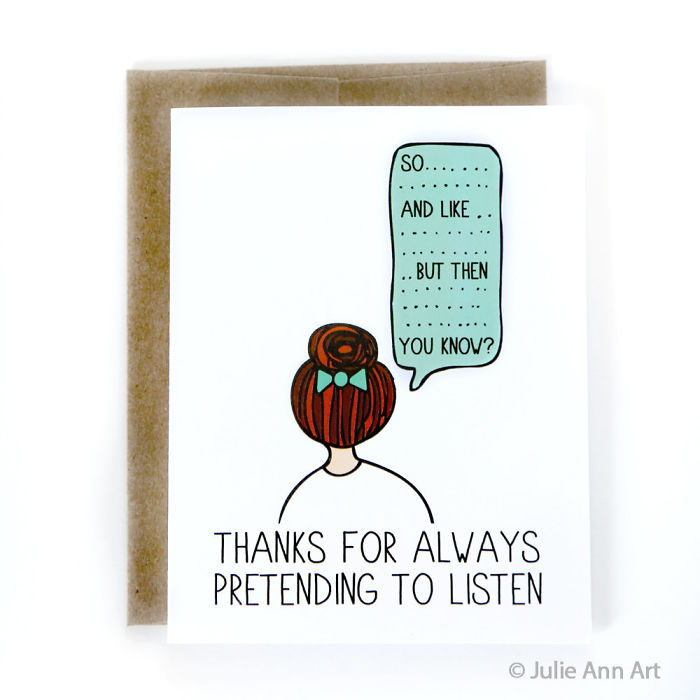 SO.........
.........
AND LIKE ..
.........
.........
..BUT THEN
.........
.........
.........
YOU KNOW?
THANKS FOR ALWAYS
PRETENDING TO LISTEN
© Julie Ann Art